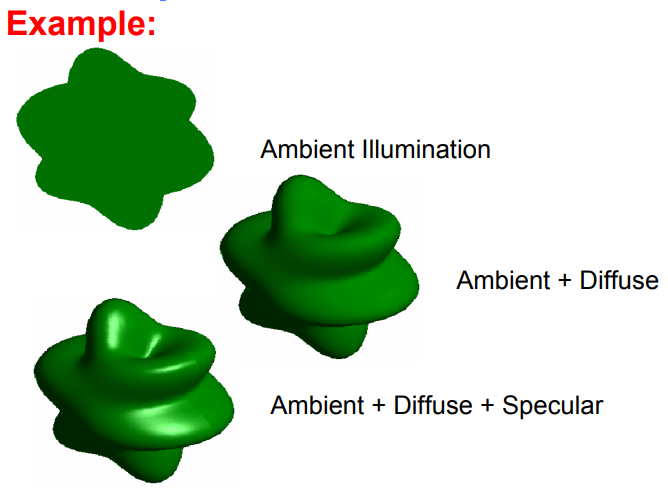 Example:
Ambient Illumination
Ambient + Diffuse
Ambient + Diffuse + Specular